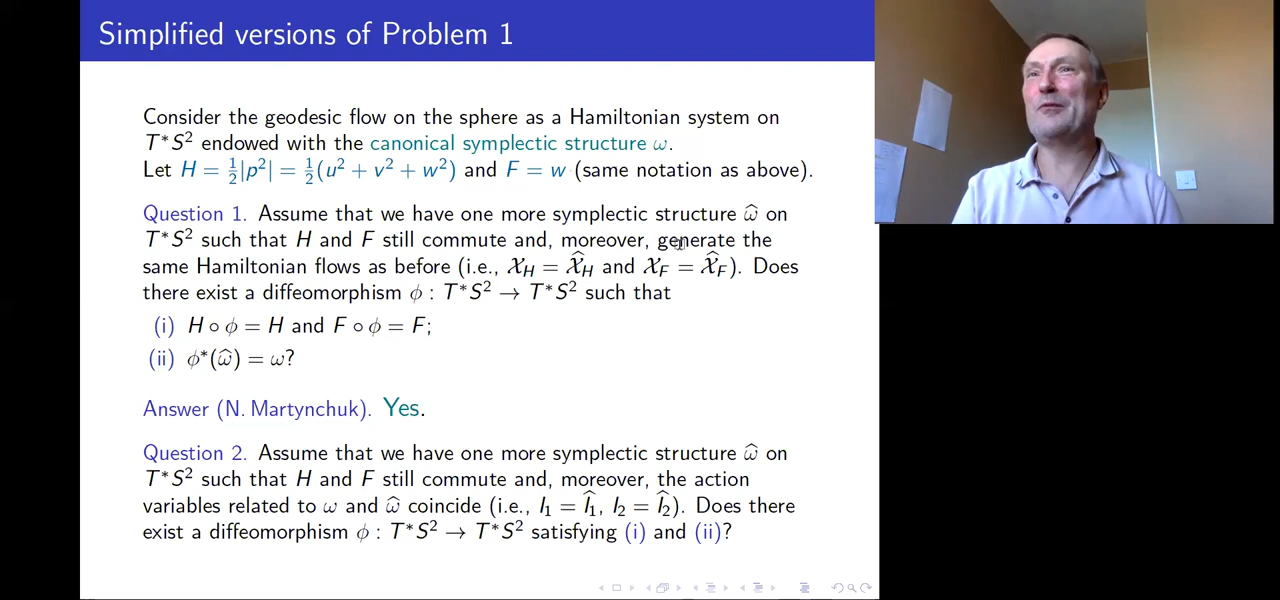 Simplified versions of Problem 1
Consider the geodesic flow on the sphere as a Hamiltonian system on
T*S² endowed with the canonical symplectic structure ω.
Let H = ½|p²| = ½(u² + v² + w²) and F = w (same notation as above).
Question 1. Assume that we have one more symplectic structure ω̂ on
T*S² such that H and F still commute and, moreover, generate the
same Hamiltonian flows as before (i.e., 𝒳_H = 𝒳̂_H and 𝒳_F = 𝒳̂_F). Does
there exist a diffeomorphism ϕ : T*S² → T*S² such that
(i) H ∘ ϕ = H and F ∘ ϕ = F;
(ii) ϕ*(ω̂) = ω?
Answer (N. Martynchuk). Yes.
Question 2. Assume that we have one more symplectic structure ω̂ on
T*S² such that H and F still commute and, moreover, the action
variables related to ω and ω̂ coincide (i.e., I₁ = Î₁, I₂ = Î₂). Does there
exist a diffeomorphism ϕ : T*S² → T*S² satisfying (i) and (ii)?